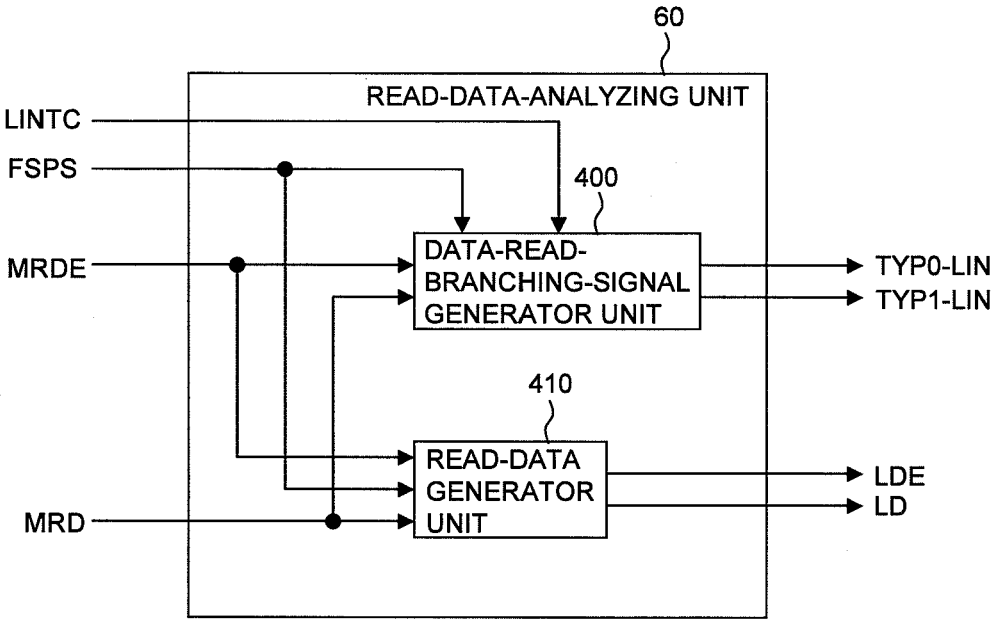 60
READ-DATA-ANALYZING UNIT
LINTC
FSPS
400
MRDE
DATA-READ-
BRANCHING-SIGNAL
GENERATOR UNIT
TYP0-LIN
TYP1-LIN
410
READ-DATA
GENERATOR
UNIT
LDE
LD
MRD